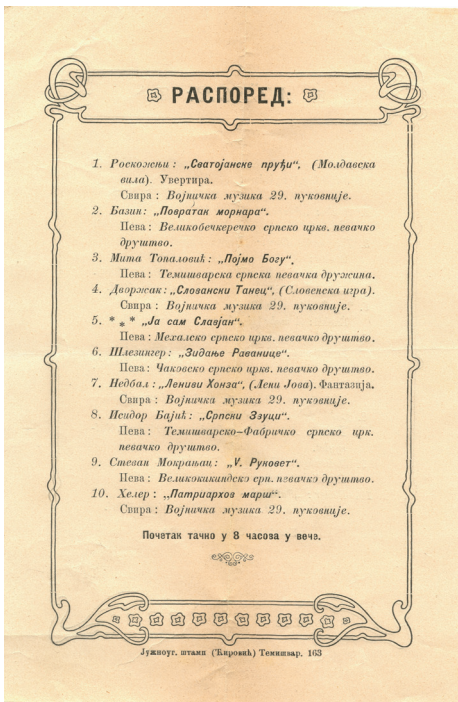 РАСПОРЕД:
1. Роскожњи: „Сватојанске пруђи“. (Молдавска
вила). Увертира.
Свира: Војничка музика 29. пуковније.
2. Базин: „Повратак морнара“.
Пева: Великобечкеречко српско црkв. певачко
друштво.
3. Мита Топаловић: „Појмо Богу“.
Пева: Темишварска српска певачка дружина.
4. Дворжак: „Словански Танец“. (Словенска игра).
Свира: Војничка музика 29. пуковније.
5. * * * „Ја сам Славјан“.
Пева: Мехалско српско црkв. певачко друштво.
6. Шлезингер: „Зидање Раванице“.
Пева: Чаковско српско црkв. певачко друштво.
7. Недбал: „Лениви Хонза“, (Лени Јова). Фантазија.
Свира: Војничка музика 29. пуковније.
8. Исидор Бајић: „Српски Звуци“.
Пева: Темишварско-Фабричко српско црк.
певачко друштво.
9. Стеван Мокрањац: „V. Руковет“.
Пева: Великокикиндско срп. певачко друштво.
10. Хелер: „Патриархов марш“.
Свира: Војничка музика 29. пуковније.
Почетак тачно у 8 часова у вече.
Јужноуг. штамп (Ћировић) Темишвар. 163